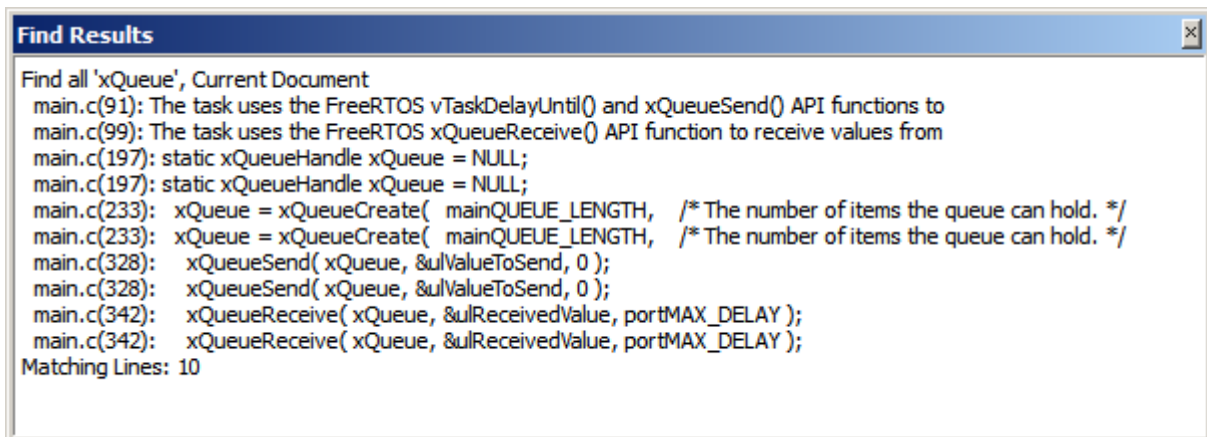 Find Results
Find all 'xQueue', Current Document
main.c(91): The task uses the FreeRTOS vTaskDelayUntil() and xQueueSend() API functions to
main.c(99): The task uses the FreeRTOS xQueueReceive() API function to receive values from
main.c(197): static xQueueHandle xQueue = NULL;
main.c(197): static xQueueHandle xQueue = NULL;
main.c(233): xQueue = xQueueCreate( mainQUEUE_LENGTH, /* The number of items the queue can hold. */
main.c(233): xQueue = xQueueCreate( mainQUEUE_LENGTH, /* The number of items the queue can hold. */
main.c(328): xQueueSend( xQueue, &ulValueToSend, 0 );
main.c(328): xQueueSend( xQueue, &ulValueToSend, 0 );
main.c(342): xQueueReceive( xQueue, &ulReceivedValue, portMAX_DELAY );
main.c(342): xQueueReceive( xQueue, &ulReceivedValue, portMAX_DELAY );
Matching Lines: 10